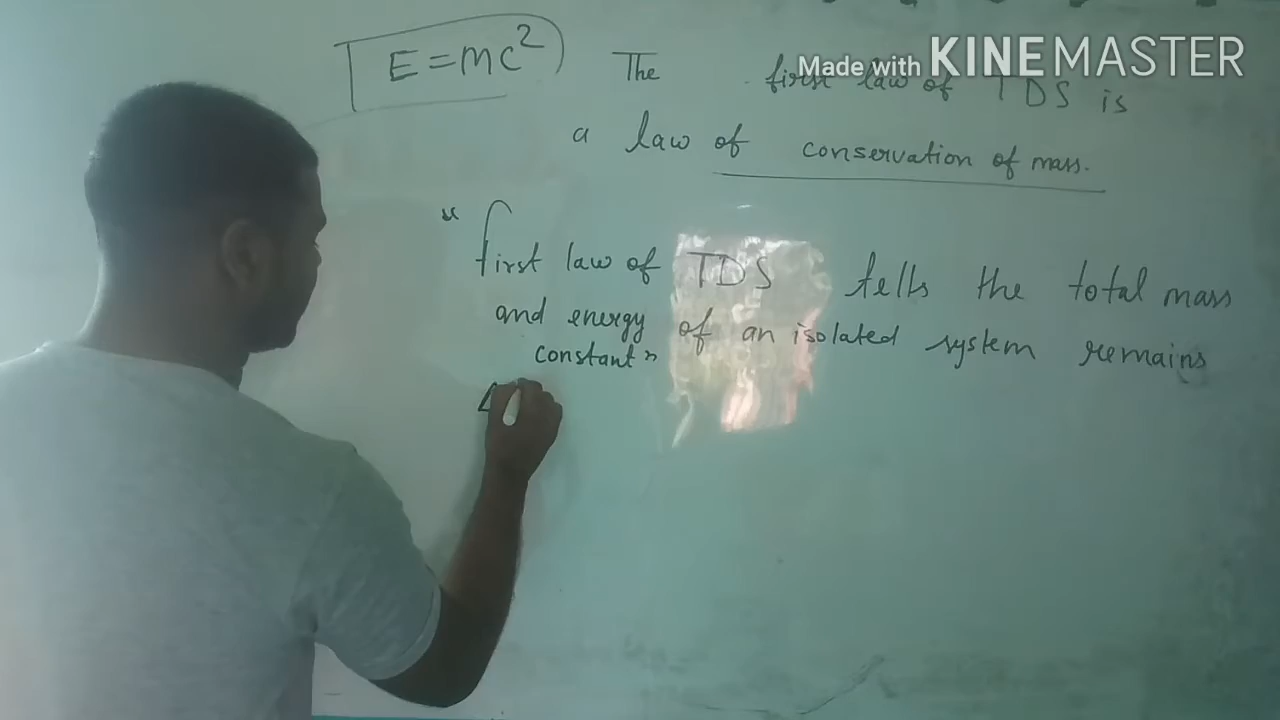 E = mc²
Made with KINEMASTER
The first law of TDS is
a law of conservation of mass.
" first law of TDS tells the total mass
and energy of an isolated system remains
constant "